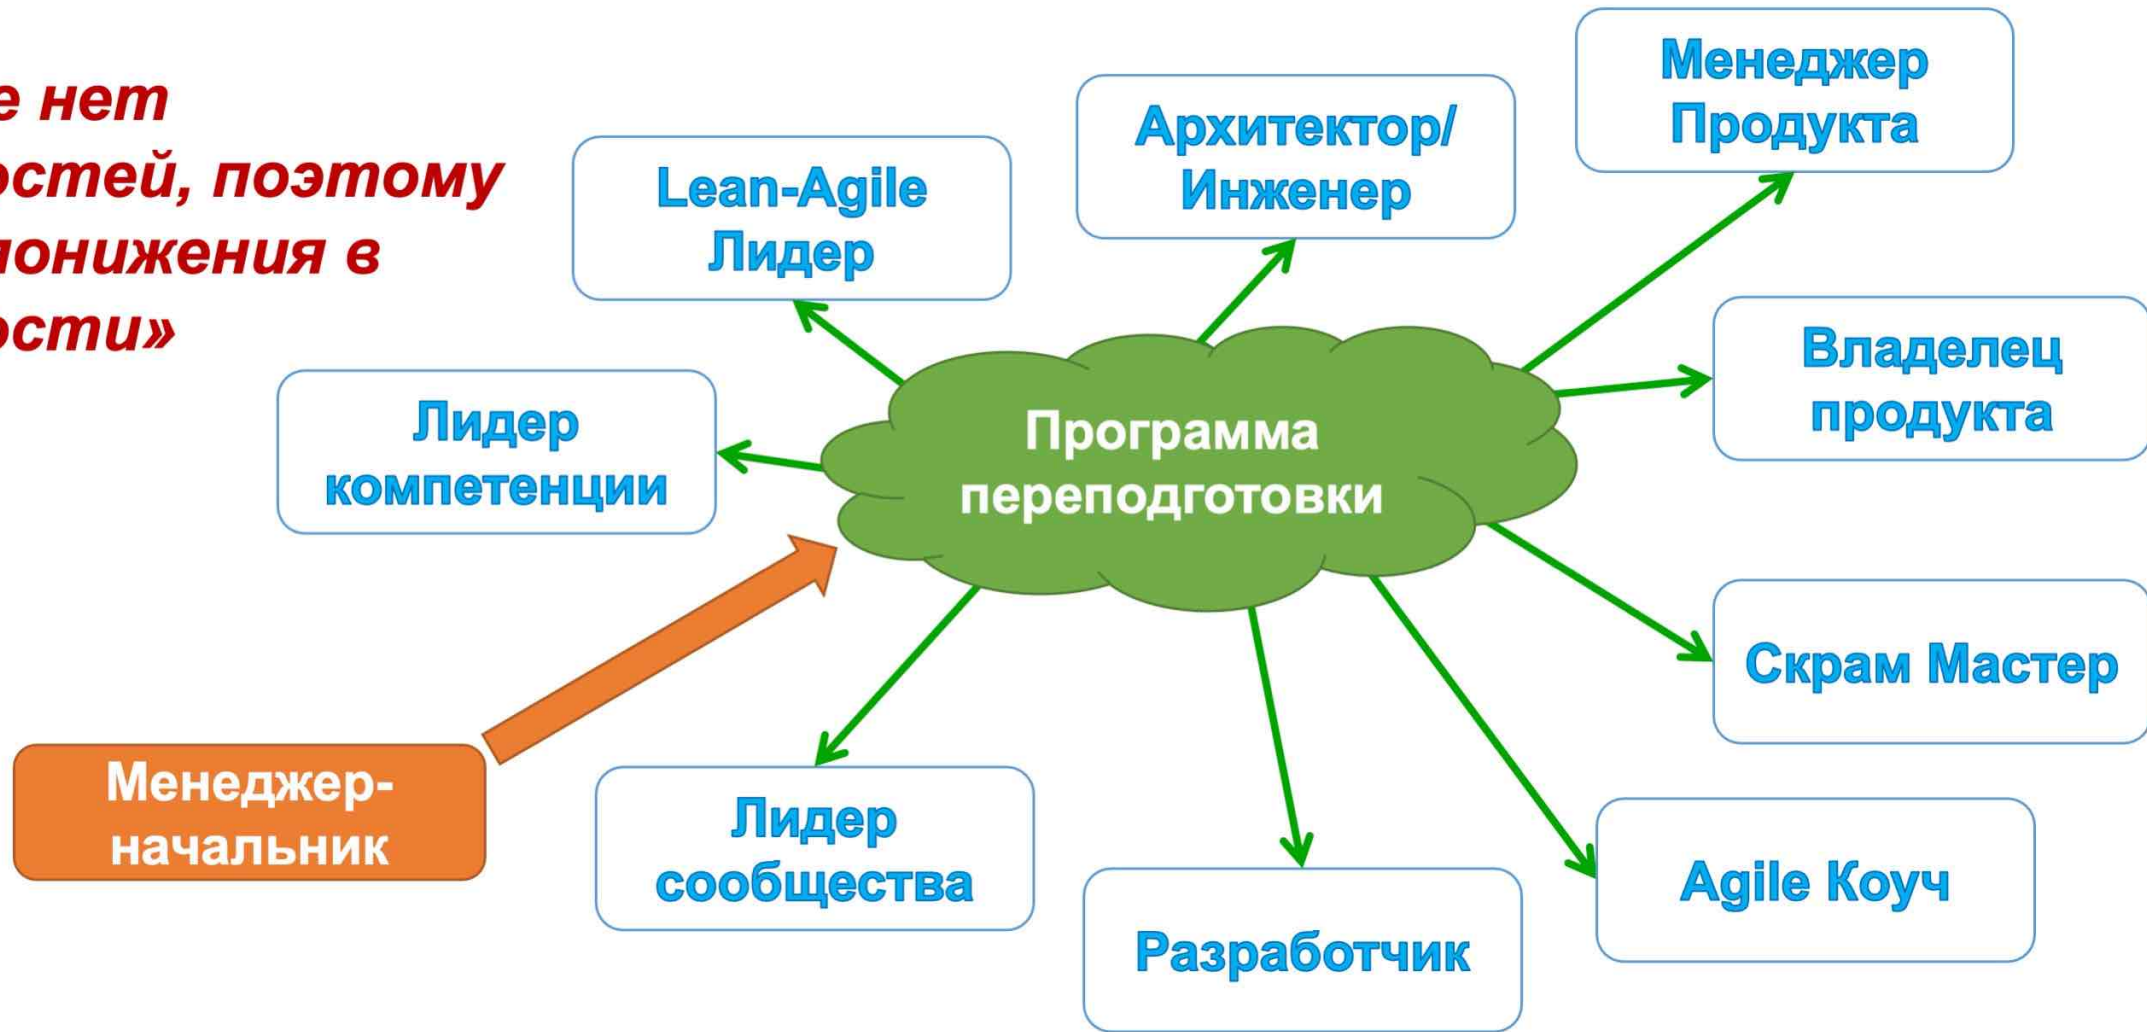 е нет
остей, поэтому
понижения в
ости»
Lean-Agile
Лидер
Архитектор/
Инженер
Менеджер
Продукта
Лидер
компетенции
Программа
переподготовки
Владелец
продукта
Скрам Мастер
Менеджер-
начальник
Лидер
сообщества
Разработчик
Agile Коуч